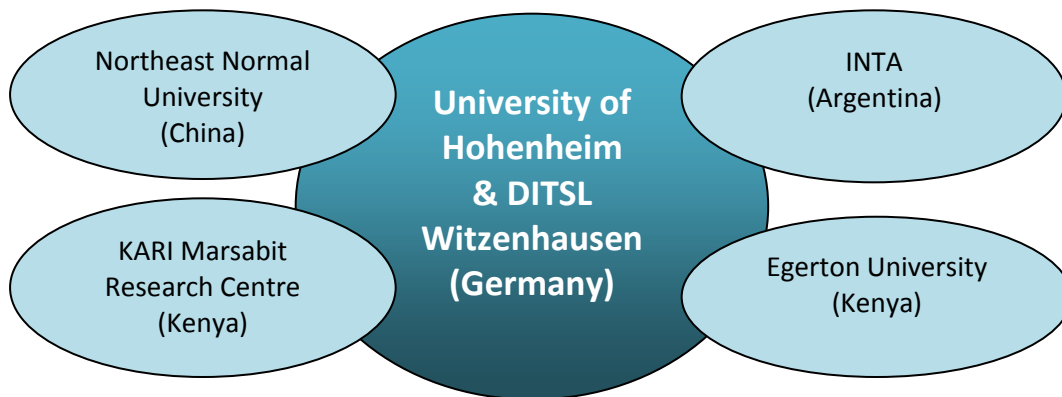 Northeast Normal
University
(China)
University of
Hohenheim
& DITSL
Witzenhausen
(Germany)
INTA
(Argentina)
KARI Marsabit
Research Centre
(Kenya)
Egerton University
(Kenya)